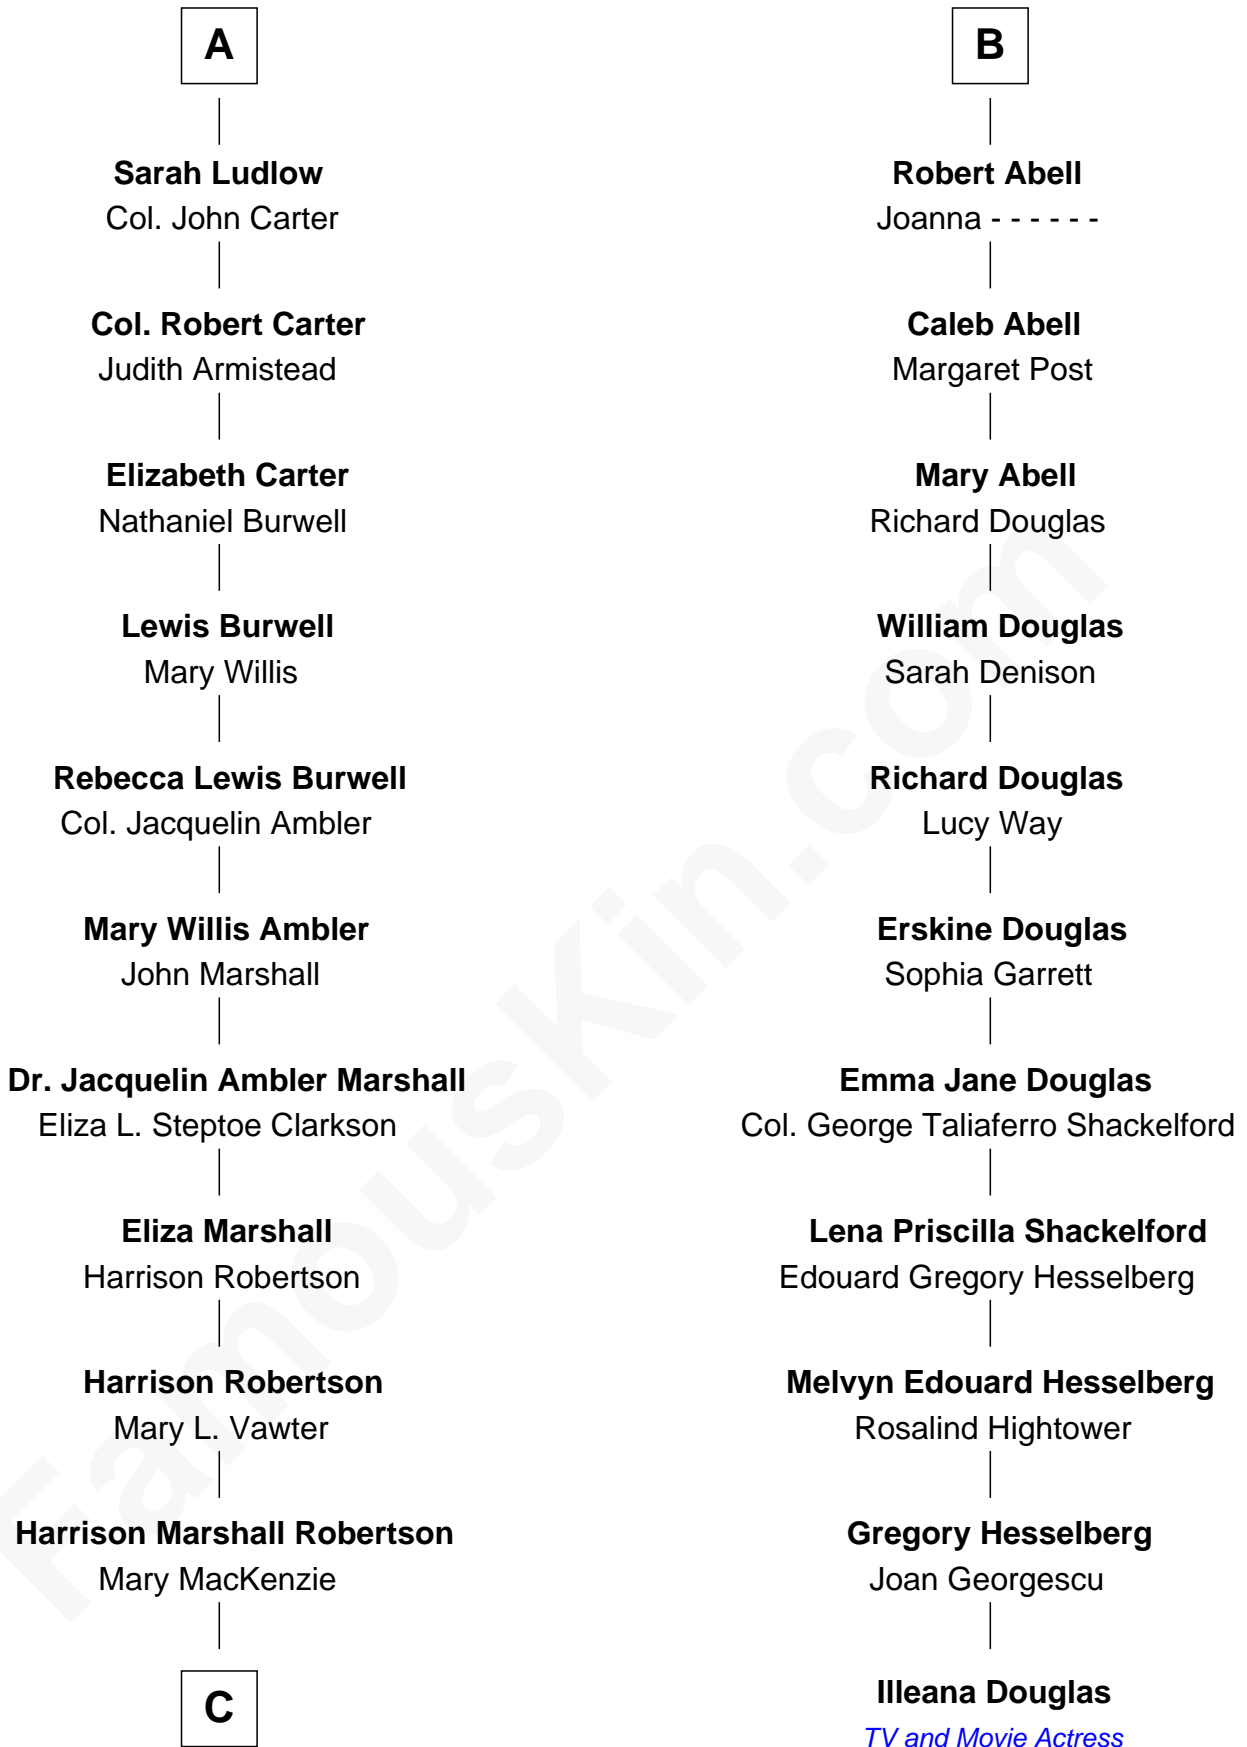 A
Sarah Ludlow
Col. John Carter
Col. Robert Carter
Judith Armistead
Elizabeth Carter
Nathaniel Burwell
Lewis Burwell
Mary Willis
Rebecca Lewis Burwell
Col. Jacquelin Ambler
Mary Willis Ambler
John Marshall
Dr. Jacquelin Ambler Marshall
Eliza L. Steptoe Clarkson
Eliza Marshall
Harrison Robertson
Harrison Robertson
Mary L. Vawter
Harrison Marshall Robertson
Mary MacKenzie
C
B
Robert Abell
Joanna - - - - - -
Caleb Abell
Margaret Post
Mary Abell
Richard Douglas
William Douglas
Sarah Denison
Richard Douglas
Lucy Way
Erskine Douglas
Sophia Garrett
Emma Jane Douglas
Col. George Taliaferro Shackelford
Lena Priscilla Shackelford
Edouard Gregory Hesselberg
Melvyn Edouard Hesselberg
Rosalind Hightower
Gregory Hesselberg
Joan Georgescu
Illeana Douglas
TV and Movie Actress
FamousKin.com